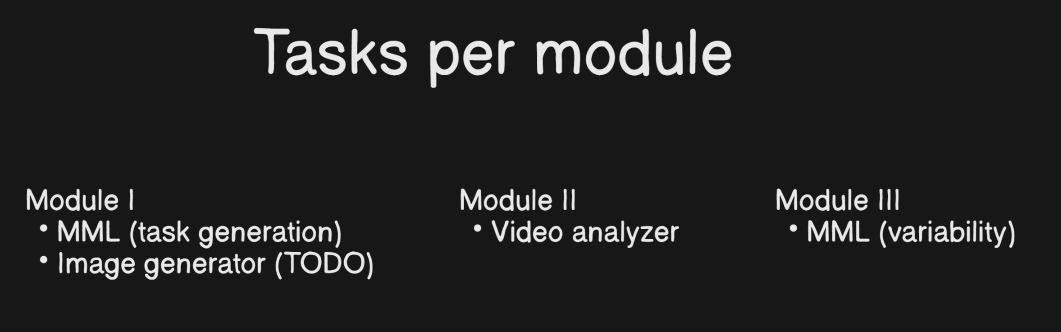 Tasks per module
Module I
• MML (task generation)
• Image generator (TODO)
Module II
• Video analyzer
Module III
• MML (variability)